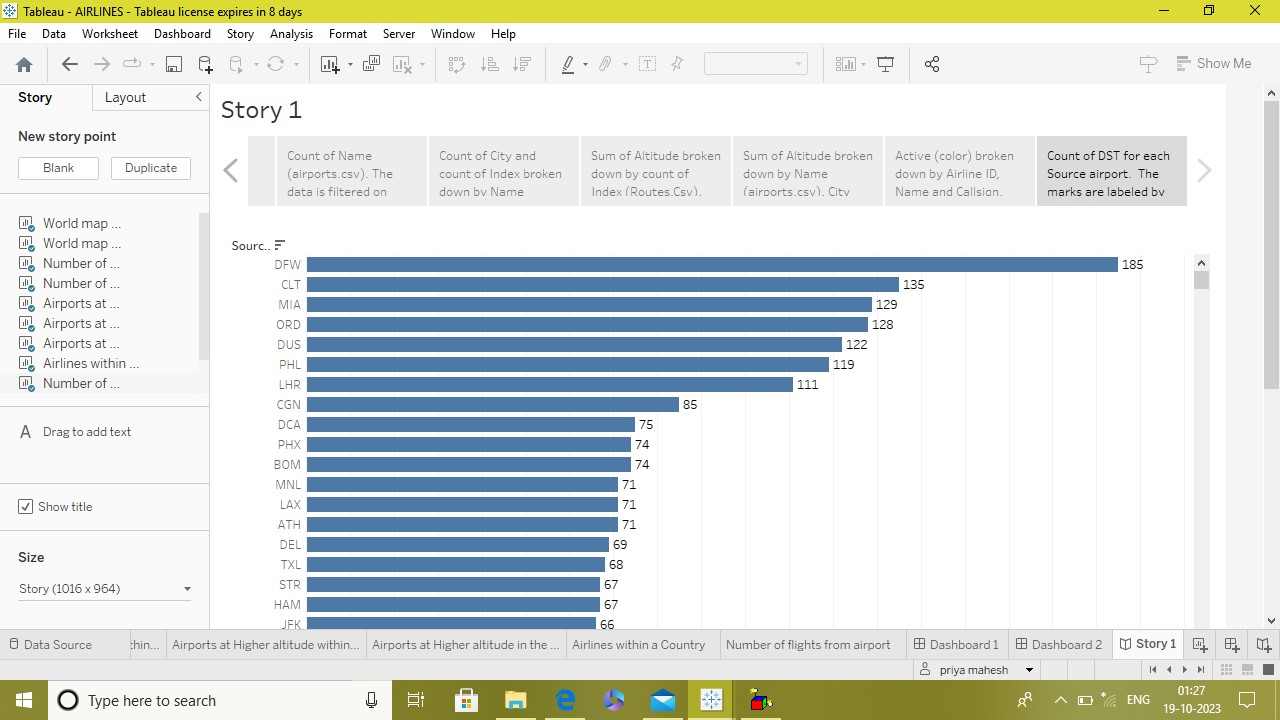 Tableau - AIRLINES - Tableau license expires in 8 days
File Data Worksheet Dashboard Story Analysis Format Server Window Help
Show Me
Story Layout
New story point
Blank Duplicate
World map ...
World map ...
Number of ...
Number of ...
Airports at ...
Airports at ...
Airports at ...
Airlines within ...
Number of ...
A Drag to add text
Show title
Size
Story (1016 x 964)
Story 1
Count of Name
(airports.csv). The
data is filtered on
Count of City and
count of Index broken
down by Name
Sum of Altitude broken
down by count of
Index (Routes.Csv).
Sum of Altitude broken
down by Name
(airports.csv). City
Active (color) broken
down by Airline ID,
Name and Callsign.
Count of DST for each
Source airport. The
marks are labeled by
Sourc..
DFW 185
CLT 135
MIA 129
ORD 128
DUS 122
PHL 119
LHR 111
CGN 85
DCA 75
PHX 74
BOM 74
MNL 71
LAX 71
ATH 71
DEL 69
TXL 68
STR 67
HAM 67
JFK 66
Data Source :hin... Airports at Higher altitude within... Airports at Higher altitude in the ... Airlines within a Country Number of flights from airport Dashboard 1 Dashboard 2 Story 1
priya mahesh
Type here to search
ENG
01:27
19-10-2023